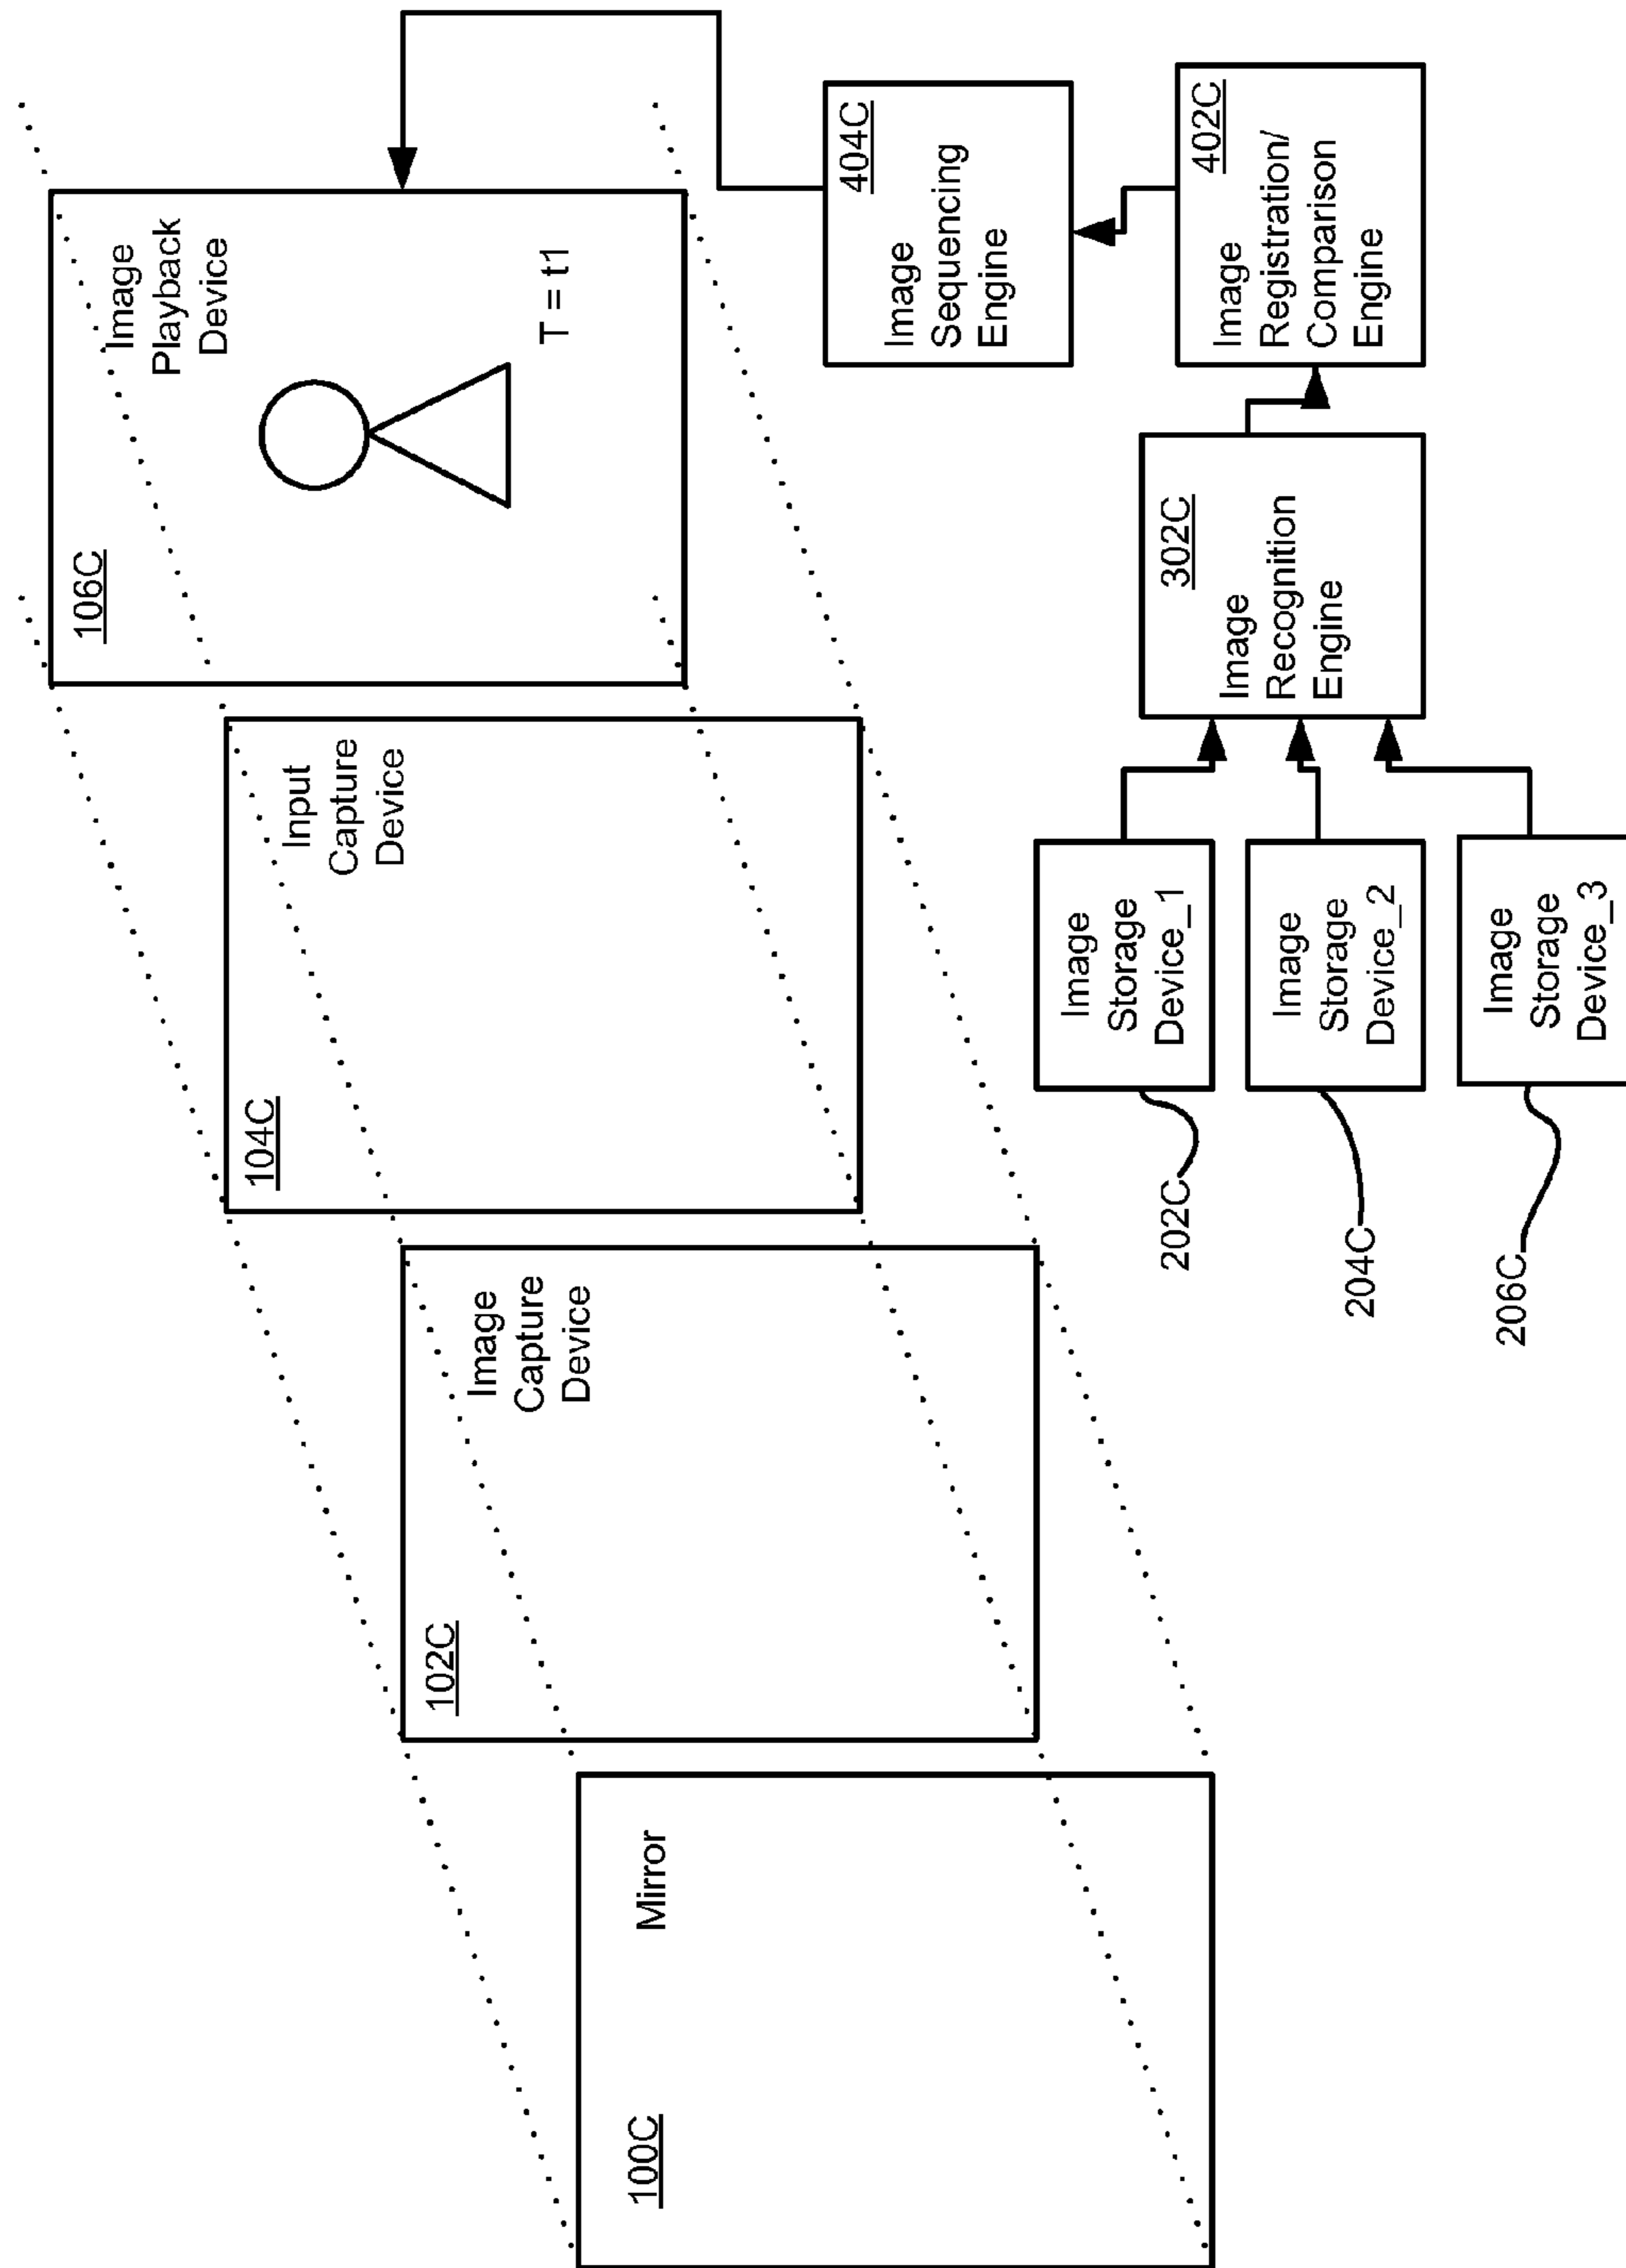 106C
Image
Playback
Device
T = t1
104C
Input
Capture
Device
102C
Image
Capture
Device
100C
Mirror
404C
Image
Sequencing
Engine
402C
Image
Registration/
Comparison
Engine
302C
Image
Recognition
Engine
Image
Storage
Device_1
202C
Image
Storage
Device_2
204C
Image
Storage
Device_3
206C